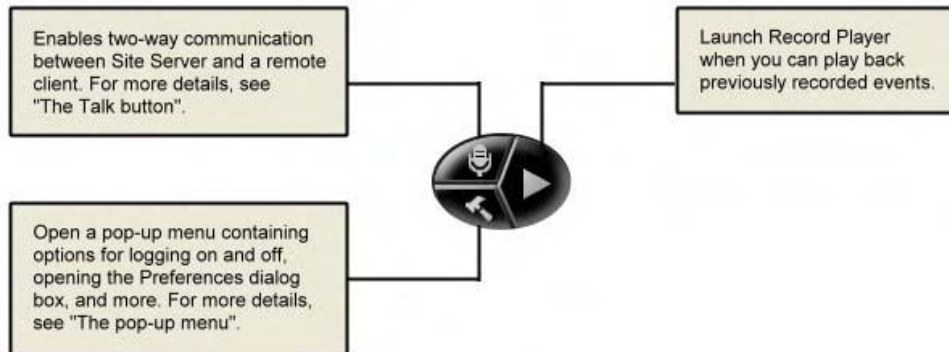 Enables two-way communication
between Site Server and a remote
client. For more details, see
"The Talk button".
Launch Record Player
when you can play back
previously recorded events.
Open a pop-up menu containing
options for logging on and off,
opening the Preferences dialog
box, and more. For more details,
see "The pop-up menu".